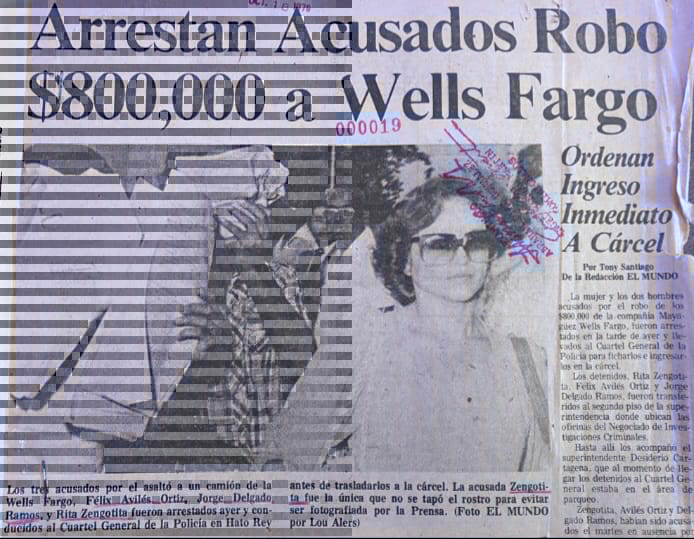 OCT. 18 1978
Arrestan Acusados Robo
$800,000 a Wells Fargo
000019
Ordenan
Ingreso
Inmediato
A Cárcel
Por Tony Santiago
De la Redacción EL MUNDO
La mujer y los dos hombres
acusados por el robo de los
$800,000 de la compañía Maya-
güez Wells Fargo, fueron arres-
tados en la tarde de ayer y lle-
vados al Cuartel General de la
Policía para ficharlos e ingresar-
los en la cárcel.
Los detenidos, Rita Zengoti-
ta, Félix Avilés Ortiz y Jorge
Delgado Ramos, fueron transfe-
ridos al segundo piso de la supe-
rintendencia donde ubican las
oficinas del Negociado de Inves-
tigaciones Criminales.
Hasta allí los acompañó el
superintendente Desiderio Car-
tagena, que al momento de lle-
gar los detenidos al Cuartel Gen-
eral estaba en el área de
parqueo.
Zengotita, Avilés Ortiz y Del-
gado Ramos, habían sido acusa-
dos el martes en ausencia por
Los tres acusados por el asaltó a un camión de la
Wells Fargo, Félix Avilés Ortiz, Jorge Delgado
Ramos, y Rita Zengotita fueron arrestados ayer y con-
ducidos al Cuartel General de la Policía en Hato Rey
antes de trasladarlos a la cárcel. La acusada Zengoti-
ta fue la única que no se tapó el rostro para evitar
ser fotografiada por la Prensa. (Foto EL MUNDO
por Lou Alers)